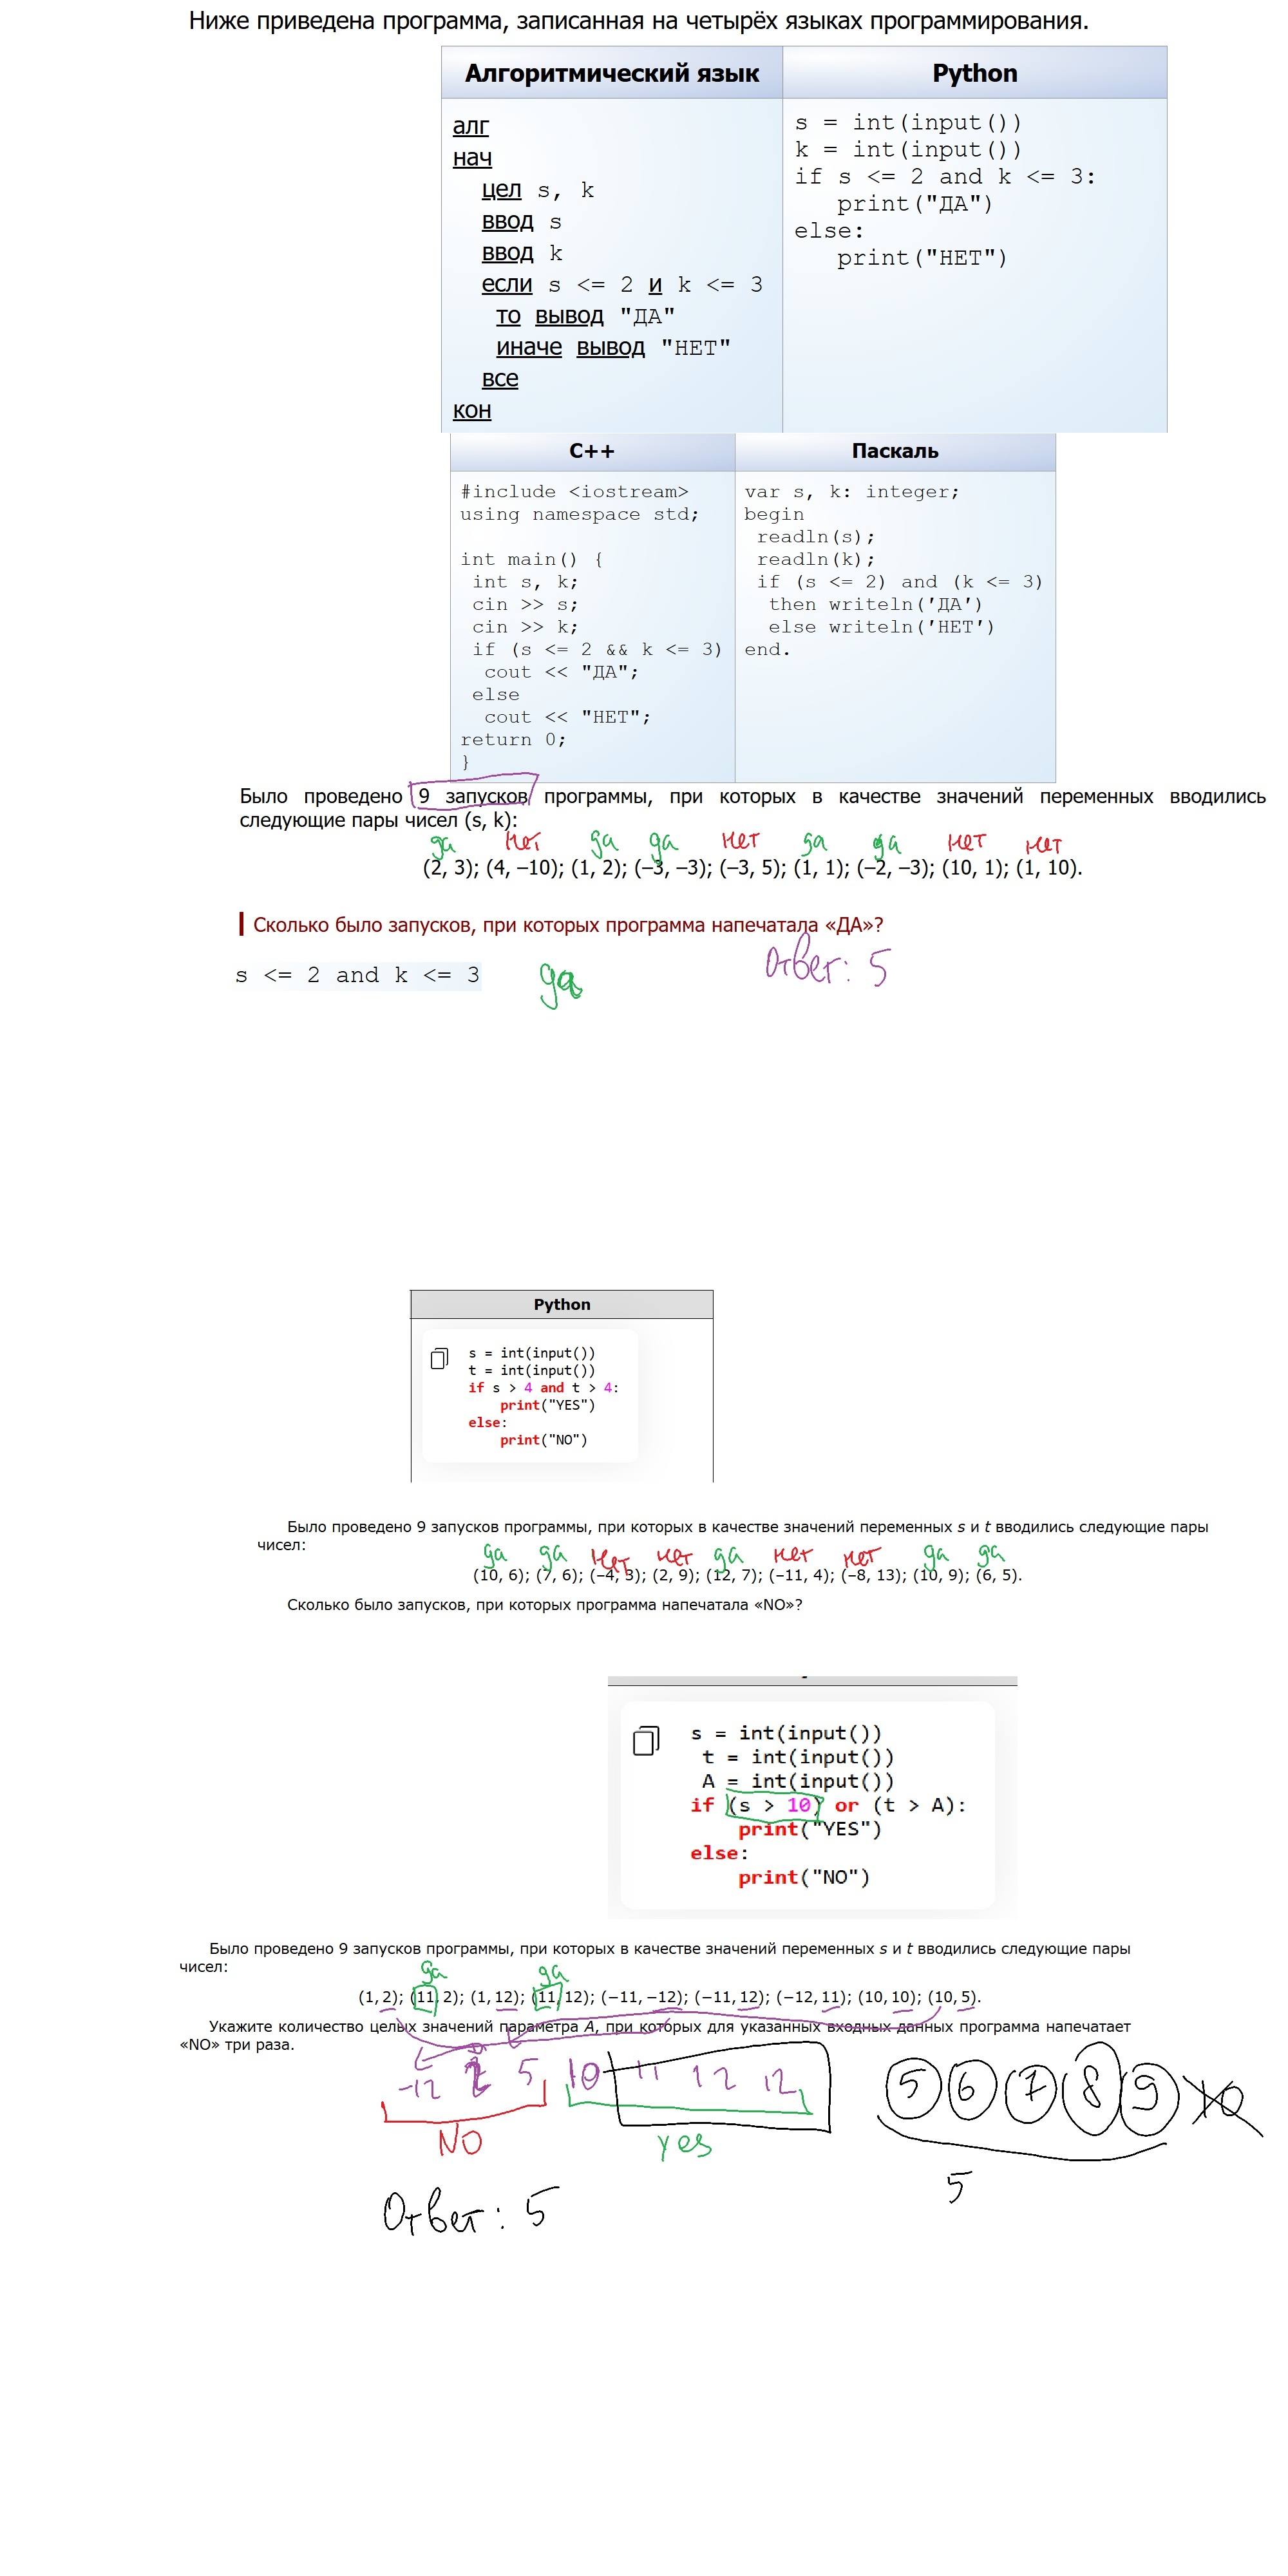 Ниже приведена программа, записанная на четырёх языках программирования.
Алгоритмический язык
Python
алг
нач
цел s, k
ввод s
ввод k
если s <= 2 и k <= 3
то вывод "ДА"
иначе вывод "НЕТ"
все
кон
s = int(input())
k = int(input())
if s <= 2 and k <= 3:
print("ДА")
else:
print("НЕТ")
C++
Паскаль
#include <iostream>
using namespace std;
int main() {
int s, k;
cin >> s;
cin >> k;
if (s <= 2 && k <= 3)
cout << "ДА";
else
cout << "НЕТ";
return 0;
}
var s, k: integer;
begin
readln(s);
readln(k);
if (s <= 2) and (k <= 3)
then writeln('ДА')
else writeln('НЕТ')
end.
Было проведено 9 запусков программы, при которых в качестве значений переменных вводились
следующие пары чисел (s, k):
да нет да да нет да да нет нет
(2, 3); (4, –10); (1, 2); (–3, –3); (–3, 5); (1, 1); (–2, –3); (10, 1); (1, 10).
Сколько было запусков, при которых программа напечатала «ДА»?
Ответ: 5
s <= 2 and k <= 3 да
Python
s = int(input())
t = int(input())
if s > 4 and t > 4:
print("YES")
else:
print("NO")
Было проведено 9 запусков программы, при которых в качестве значений переменных s и t вводились следующие пары
чисел:
да да нет нет да нет нет да да
(10, 6); (7, 6); (–4, 3); (2, 9); (12, 7); (–11, 4); (–8, 13); (10, 9); (6, 5).
Сколько было запусков, при которых программа напечатала «NO»?
s = int(input())
t = int(input())
A = int(input())
if (s > 10) or (t > A):
print("YES")
else:
print("NO")
Было проведено 9 запусков программы, при которых в качестве значений переменных s и t вводились следующие пары
чисел:
да да
(1, 2); (11, 2); (1, 12); (11, 12); (−11, −12); (−11, 12); (−12, 11); (10, 10); (10, 5).
Укажите количество целых значений параметра A, при которых для указанных входных данных программа напечатает
«NO» три раза.
-12 2 5 10 11 12 12
5 6 7 8 9 10
NO yes
5
Ответ: 5